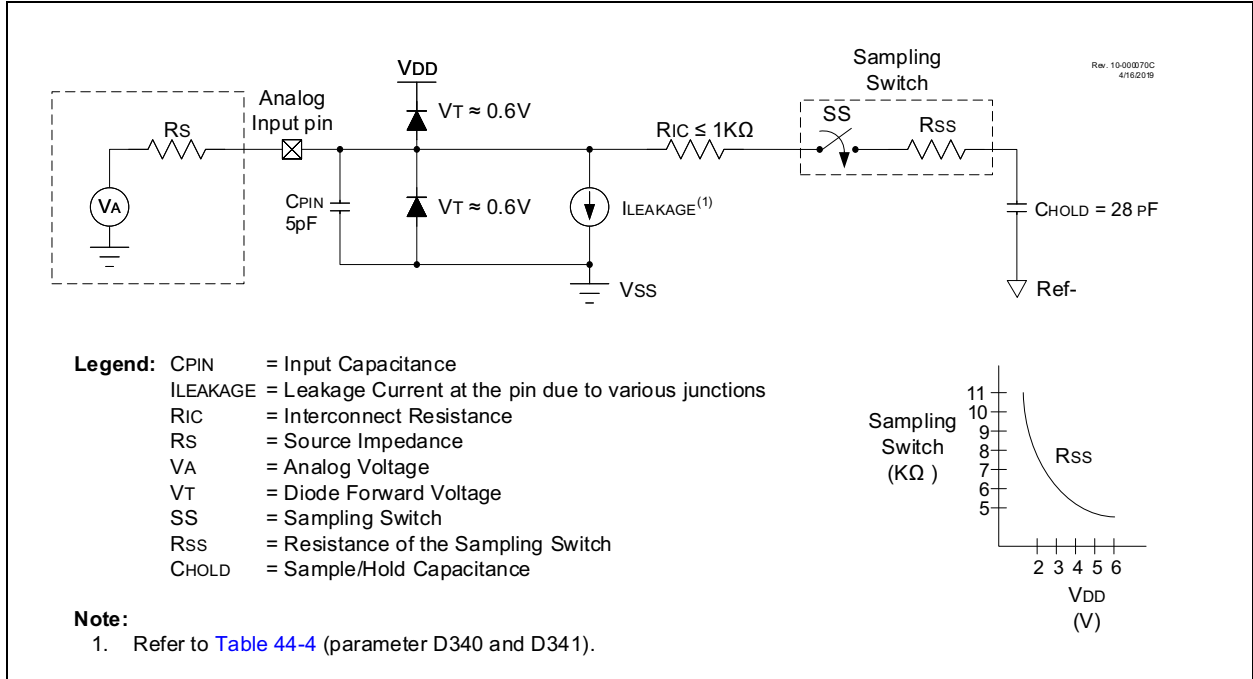 Sampling
Switch
Rev. 10-000070C
4/16/2019
VDD
Analog
Input pin
VT ≈ 0.6V
RS
RIC ≤ 1KΩ
SS
RSS
VA
CPIN
5pF
VT ≈ 0.6V
ILEAKAGE(1)
CHOLD = 28 PF
VSS
Ref-
Legend: CPIN = Input Capacitance
ILEAKAGE = Leakage Current at the pin due to various junctions
RIC = Interconnect Resistance
RS = Source Impedance
VA = Analog Voltage
VT = Diode Forward Voltage
SS = Sampling Switch
RSS = Resistance of the Sampling Switch
CHOLD = Sample/Hold Capacitance
Sampling
Switch
(KΩ )
11
10
9
8
7
6
5
RSS
2 3 4 5 6
VDD
(V)
Note:
1. Refer to Table 44-4 (parameter D340 and D341).